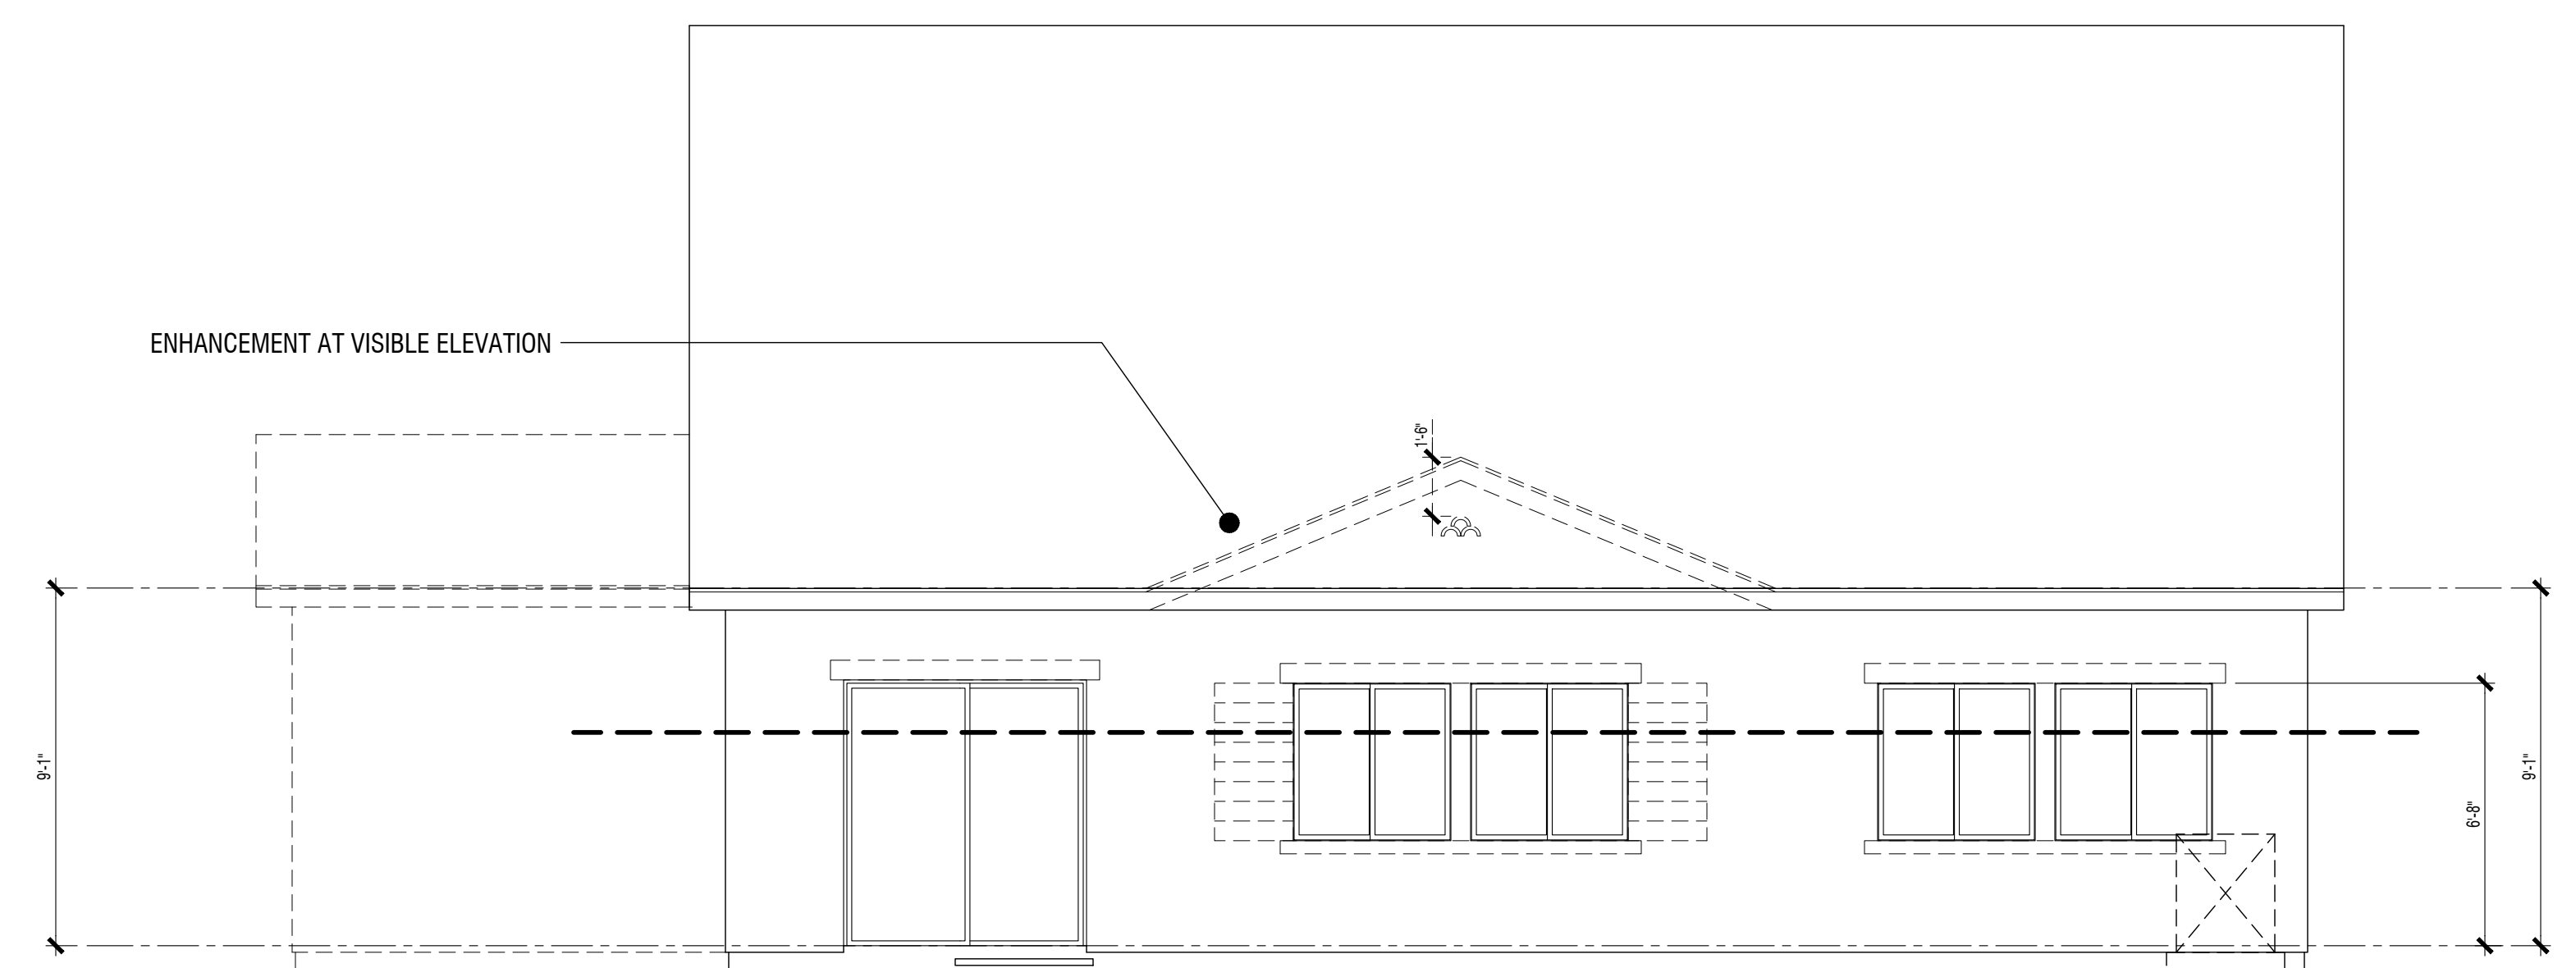 ENHANCEMENT AT VISIBLE ELEVATION
1'-6"
9'-1"
9'-1"
6'-8"